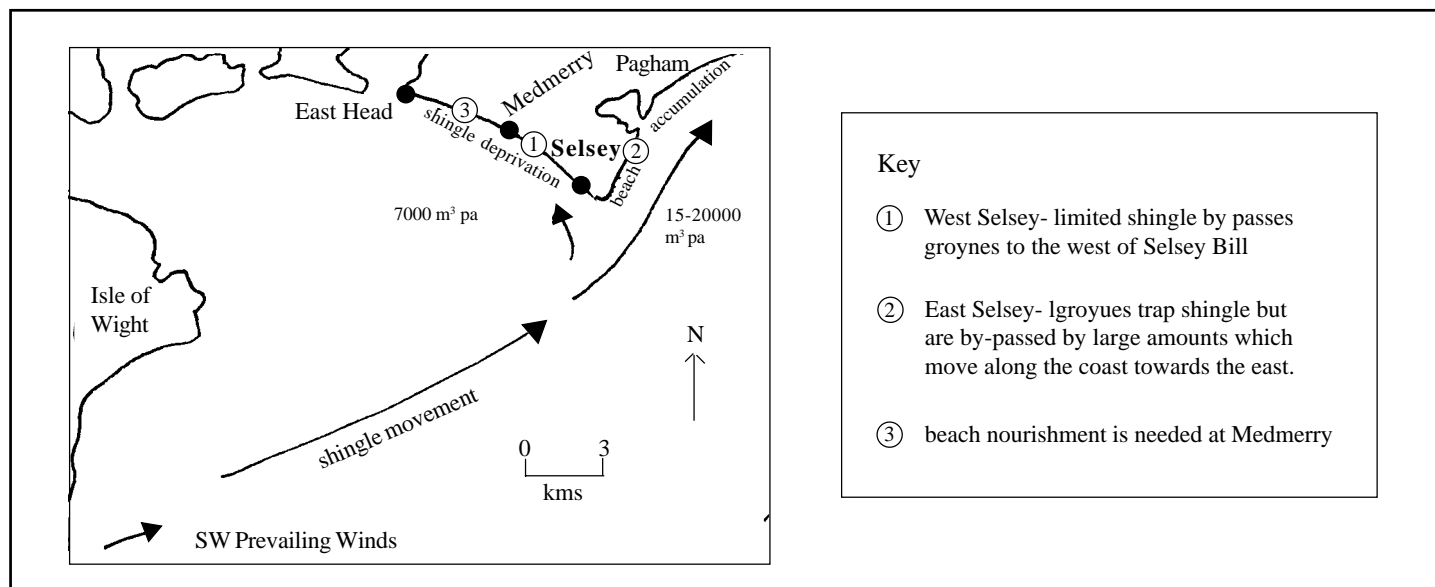 Pagham
Medmerry
accumulation
East Head
3
shingle deprivation
1
Selsey
2
beach
7000 m³ pa
15-20000
m³ pa
Isle of
Wight
N
shingle movement
0 3
kms
SW Prevailing Winds
Key
1 West Selsey- limited shingle by passes
groynes to the west of Selsey Bill
2 East Selsey- lgroyues trap shingle but
are by-passed by large amounts which
move along the coast towards the east.
3 beach nourishment is needed at Medmerry